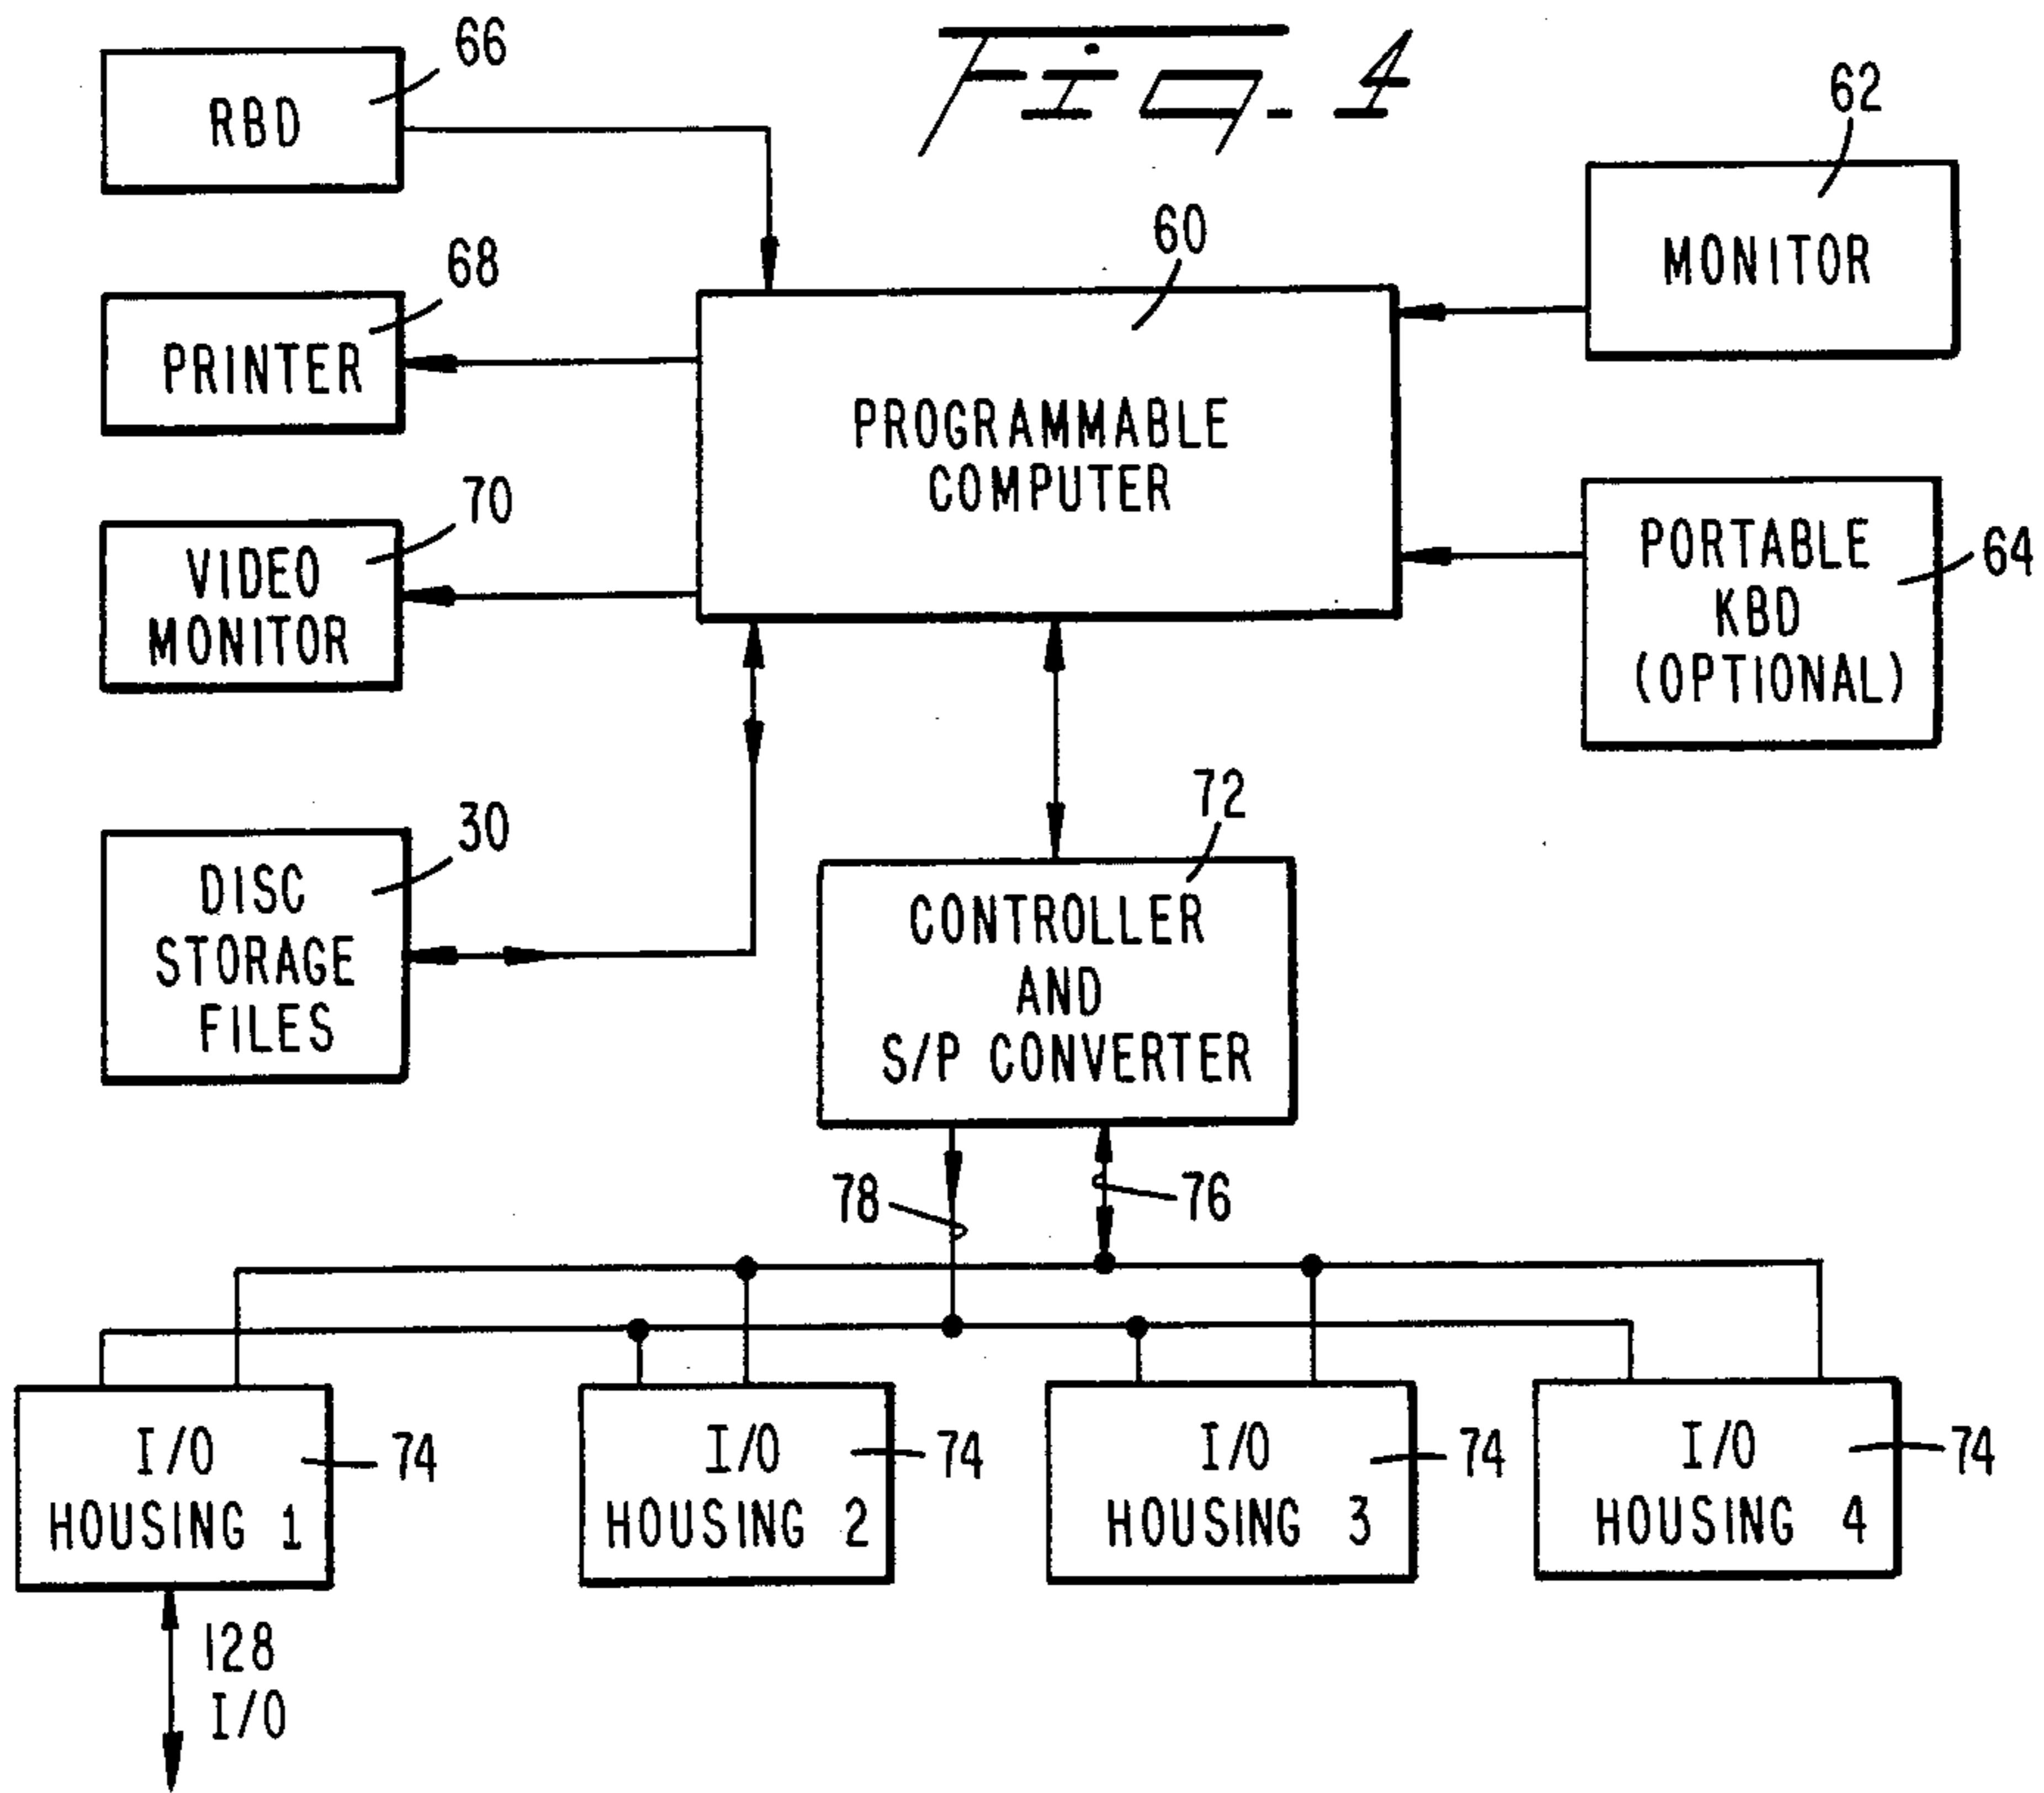 Fig. 4
66
RBD
62
MONITOR
68
PRINTER
60
PROGRAMMABLE
COMPUTER
70
VIDEO
MONITOR
PORTABLE
KBD
(OPTIONAL)
64
30
DISC
STORAGE
FILES
72
CONTROLLER
AND
S/P CONVERTER
78
76
I/O
HOUSING 1
74
I/O
HOUSING 2
74
I/O
HOUSING 3
74
I/O
HOUSING 4
74
128
I/O